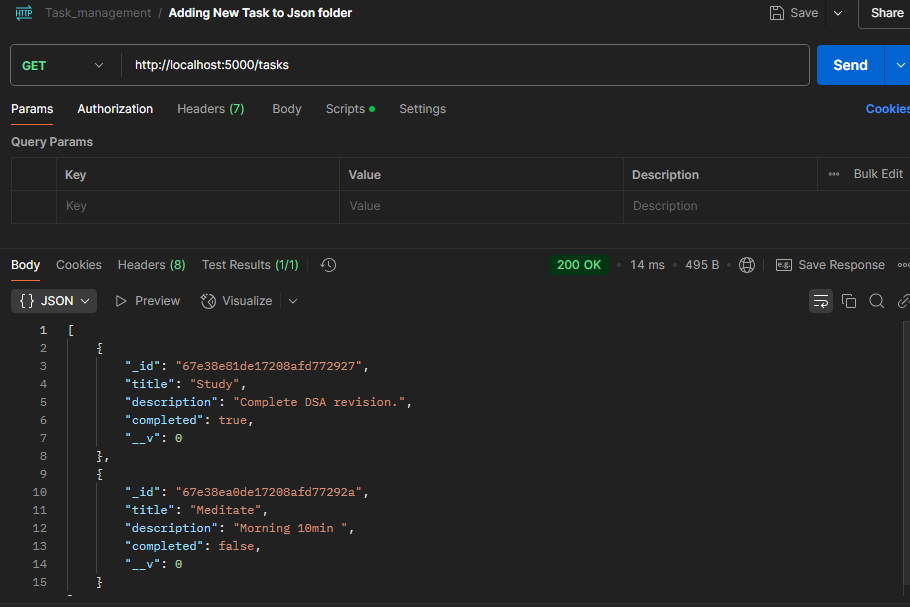 HTTP Task_management / Adding New Task to Json folder Save Share
GET http://localhost:5000/tasks Send
Params Authorization Headers (7) Body Scripts Settings Cookies
Query Params
Key Value Description Bulk Edit
Key Value Description
Body Cookies Headers (8) Test Results (1/1) 200 OK 14 ms 495 B e.g. Save Response
{} JSON Preview Visualize
1 [
2 {
3 "_id": "67e38e81de17208afd772927",
4 "title": "Study",
5 "description": "Complete DSA revision.",
6 "completed": true,
7 "__v": 0
8 },
9 {
10 "_id": "67e38ea0de17208afd77292a",
11 "title": "Meditate",
12 "description": "Morning 10min ",
13 "completed": false,
14 "__v": 0
15 }